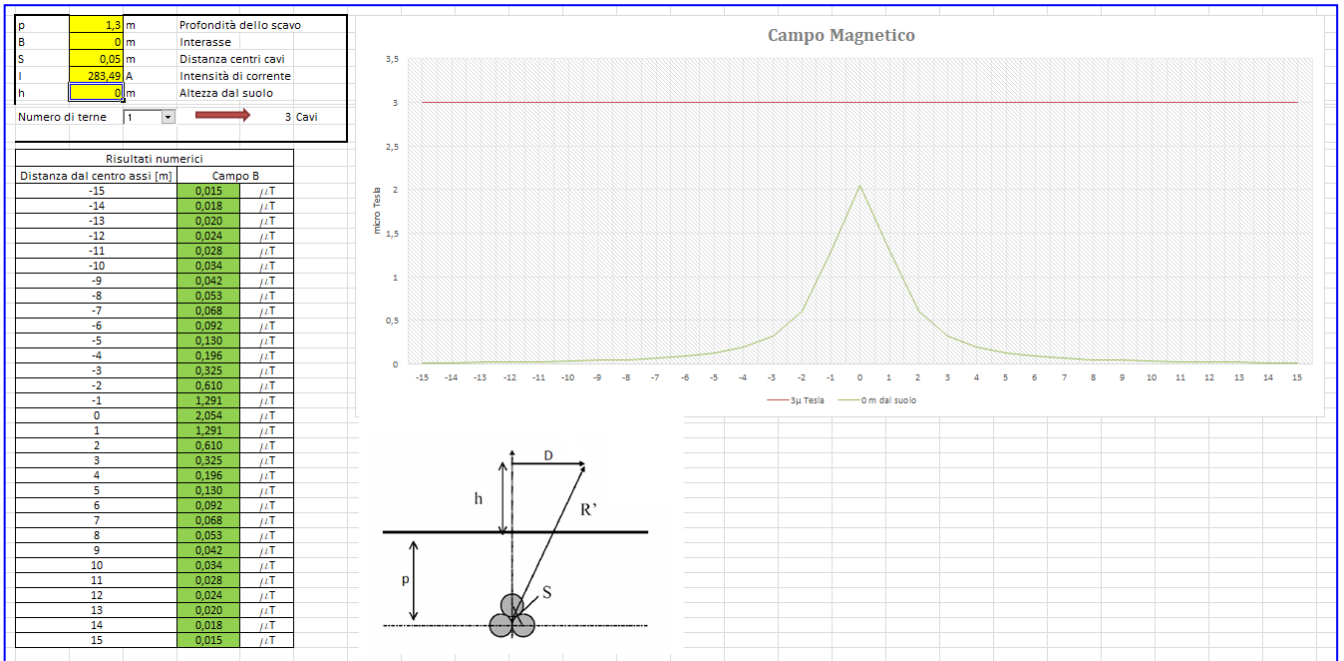 p 1,3 m Profondità dello scavo
B 0 m Interasse
S 0,05 m Distanza centri cavi
I 283,49 A Intensità di corrente
h 0 m Altezza dal suolo
Numero di terne 1 3 Cavi
Risultati numerici
Distanza dal centro assi [m] Campo B
-15 0,015 µT
-14 0,018 µT
-13 0,020 µT
-12 0,024 µT
-11 0,028 µT
-10 0,034 µT
-9 0,042 µT
-8 0,053 µT
-7 0,068 µT
-6 0,092 µT
-5 0,130 µT
-4 0,196 µT
-3 0,325 µT
-2 0,610 µT
-1 1,291 µT
0 2,054 µT
1 1,291 µT
2 0,610 µT
3 0,325 µT
4 0,196 µT
5 0,130 µT
6 0,092 µT
7 0,068 µT
8 0,053 µT
9 0,042 µT
10 0,034 µT
11 0,028 µT
12 0,024 µT
13 0,020 µT
14 0,018 µT
15 0,015 µT
Campo Magnetico
micro Tesla
3,5
3
2,5
2
1,5
1
0,5
0
-15 -14 -13 -12 -11 -10 -9 -8 -7 -6 -5 -4 -3 -2 -1 0 1 2 3 4 5 6 7 8 9 10 11 12 13 14 15
3µ Tesla 0 m dal suolo
D
h
R'
p
S